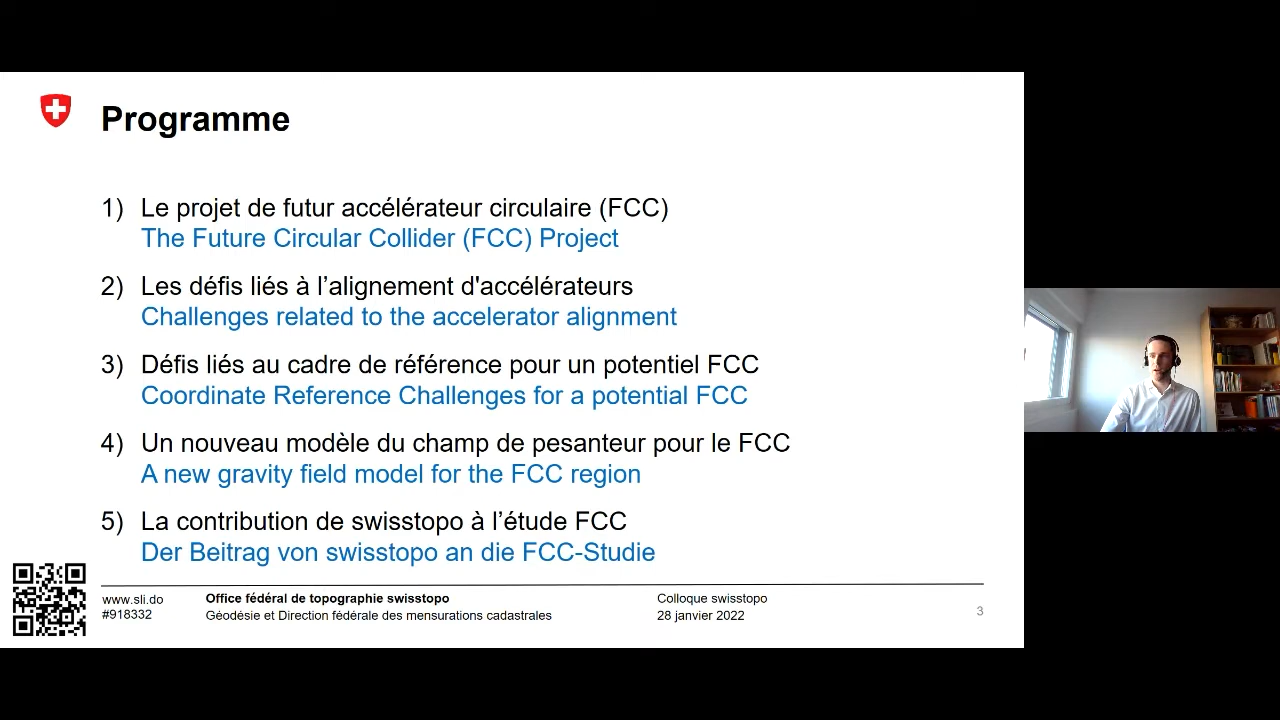 Programme
1) Le projet de futur accélérateur circulaire (FCC)
The Future Circular Collider (FCC) Project
2) Les défis liés à l’alignement d'accélérateurs
Challenges related to the accelerator alignment
3) Défis liés au cadre de référence pour un potentiel FCC
Coordinate Reference Challenges for a potential FCC
4) Un nouveau modèle du champ de pesanteur pour le FCC
A new gravity field model for the FCC region
5) La contribution de swisstopo à l’étude FCC
Der Beitrag von swisstopo an die FCC-Studie
www.sli.do
#918332
Office fédéral de topographie swisstopo
Géodésie et Direction fédérale des mensurations cadastrales
Colloque swisstopo
28 janvier 2022
3